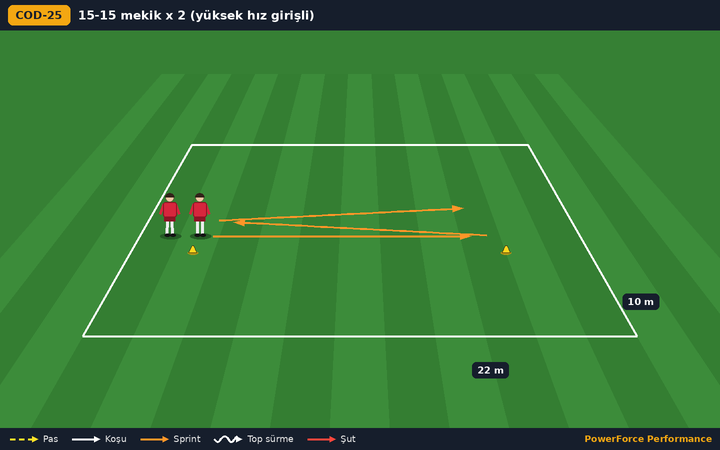 COD-25 15-15 mekik x 2 (yüksek hız girişli)
10 m
22 m
Pas Koşu Sprint Top sürme Şut PowerForce Performance